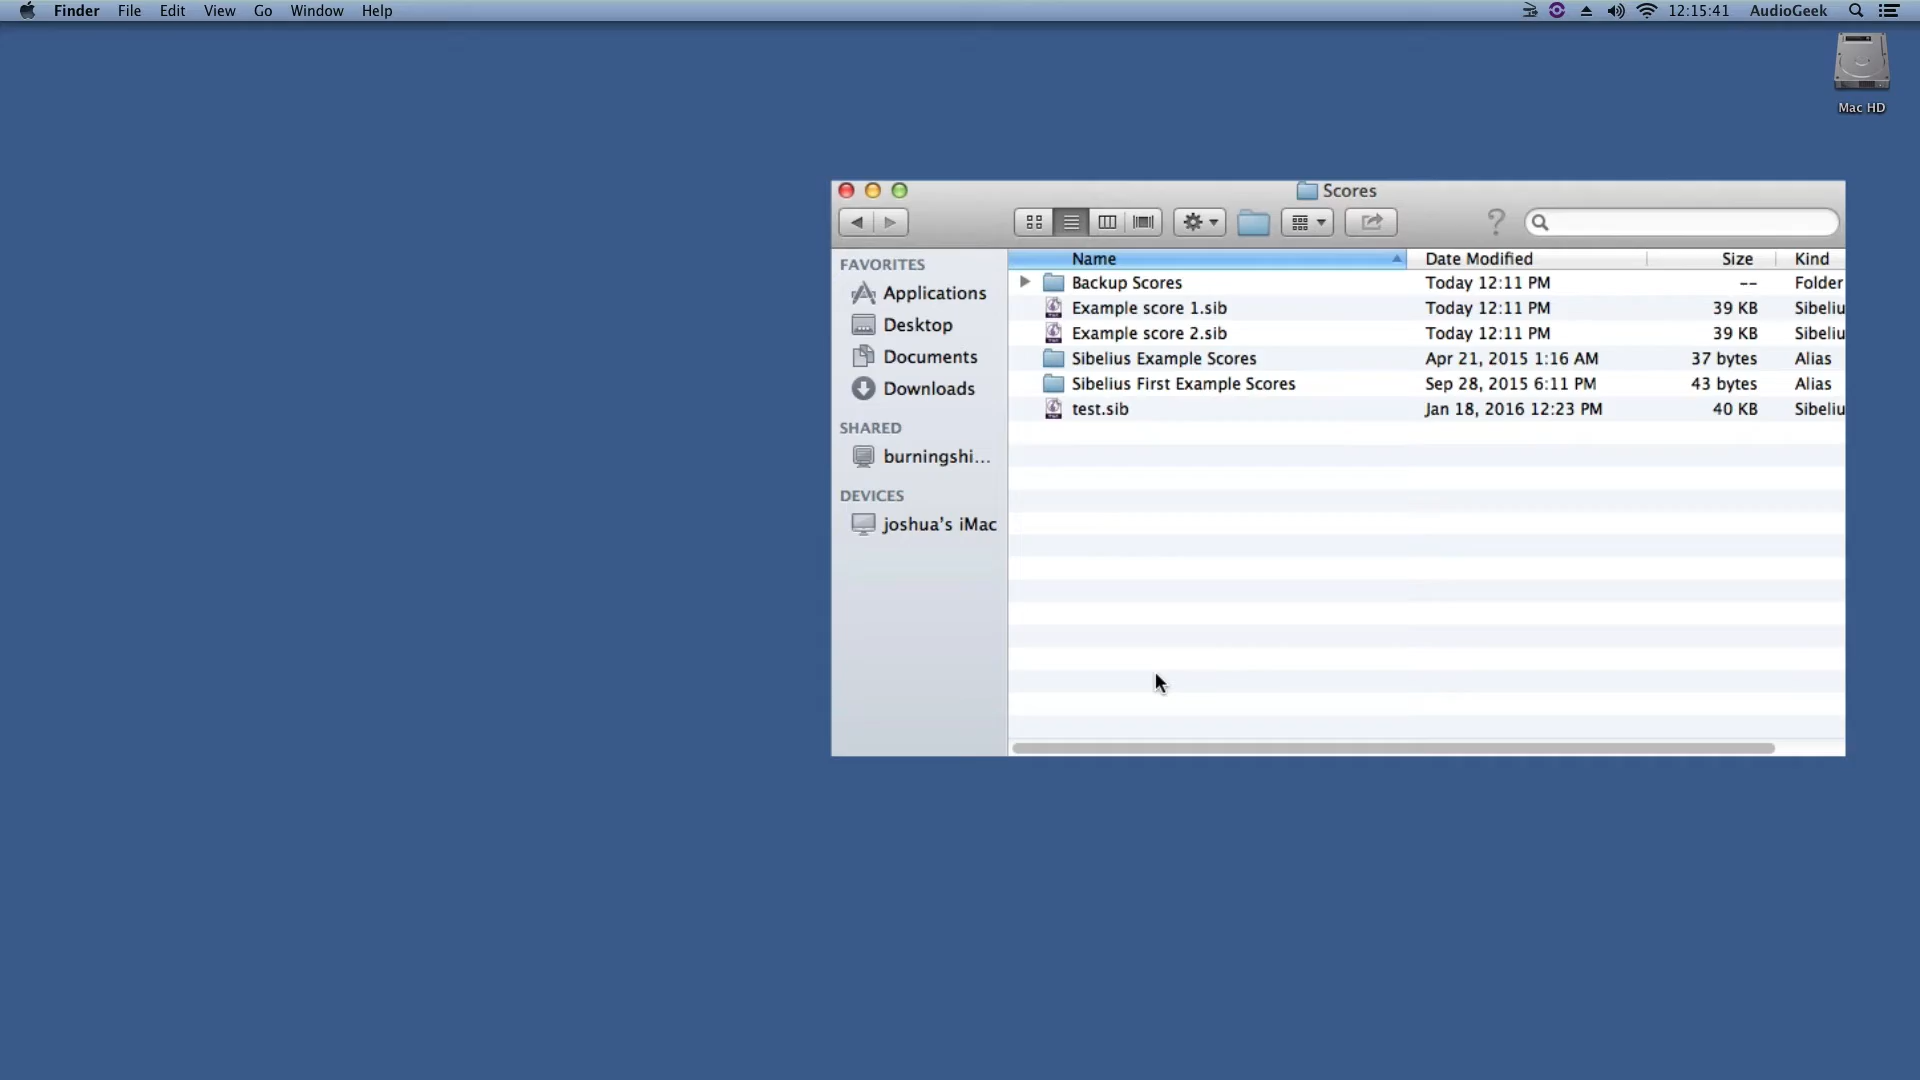 Finder File Edit View Go Window Help 12:15:41 AudioGeek
Mac HD
Scores
FAVORITES
Applications
Desktop
Documents
Downloads
SHARED
burningshi...
DEVICES
joshua's iMac
Name Date Modified Size Kind
Backup Scores Today 12:11 PM -- Folder
Example score 1.sib Today 12:11 PM 39 KB Sibeliu
Example score 2.sib Today 12:11 PM 39 KB Sibeliu
Sibelius Example Scores Apr 21, 2015 1:16 AM 37 bytes Alias
Sibelius First Example Scores Sep 28, 2015 6:11 PM 43 bytes Alias
test.sib Jan 18, 2016 12:23 PM 40 KB Sibeliu